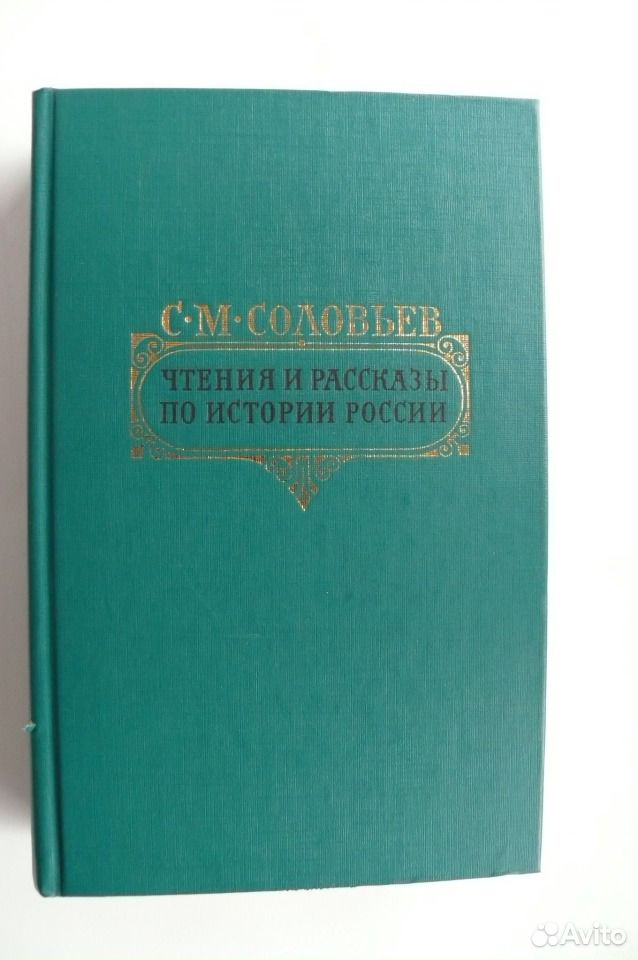 С·М·СОЛОВЬЕВ
ЧТЕНИЯ И РАССКАЗЫ
ПО ИСТОРИИ РОССИИ
Avito